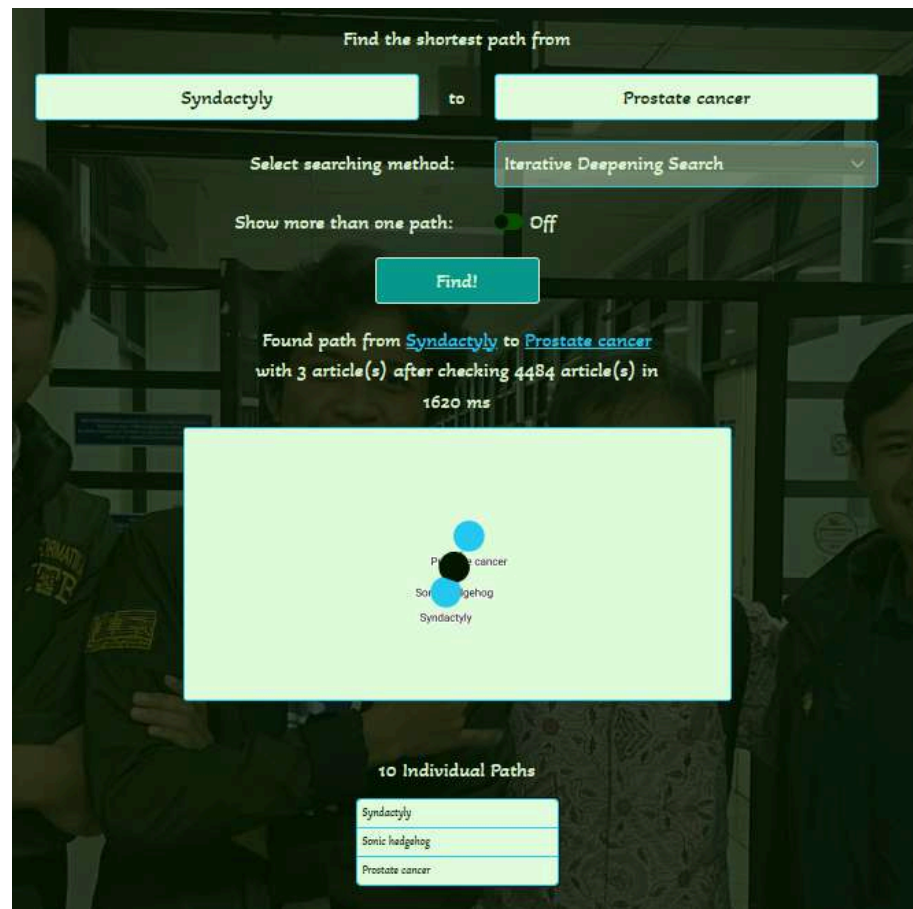 Find the shortest path from
Syndactyly
to
Prostate cancer
Select searching method:
Iterative Deepening Search
Show more than one path:
Off
Find!
Found path from Syndactyly to Prostate cancer
with 3 article(s) after checking 4484 article(s) in
1620 ms
cancer
Syndactyly
10 Individual Paths
Syndactyly
Sonic hedgehog
Prostate cancer